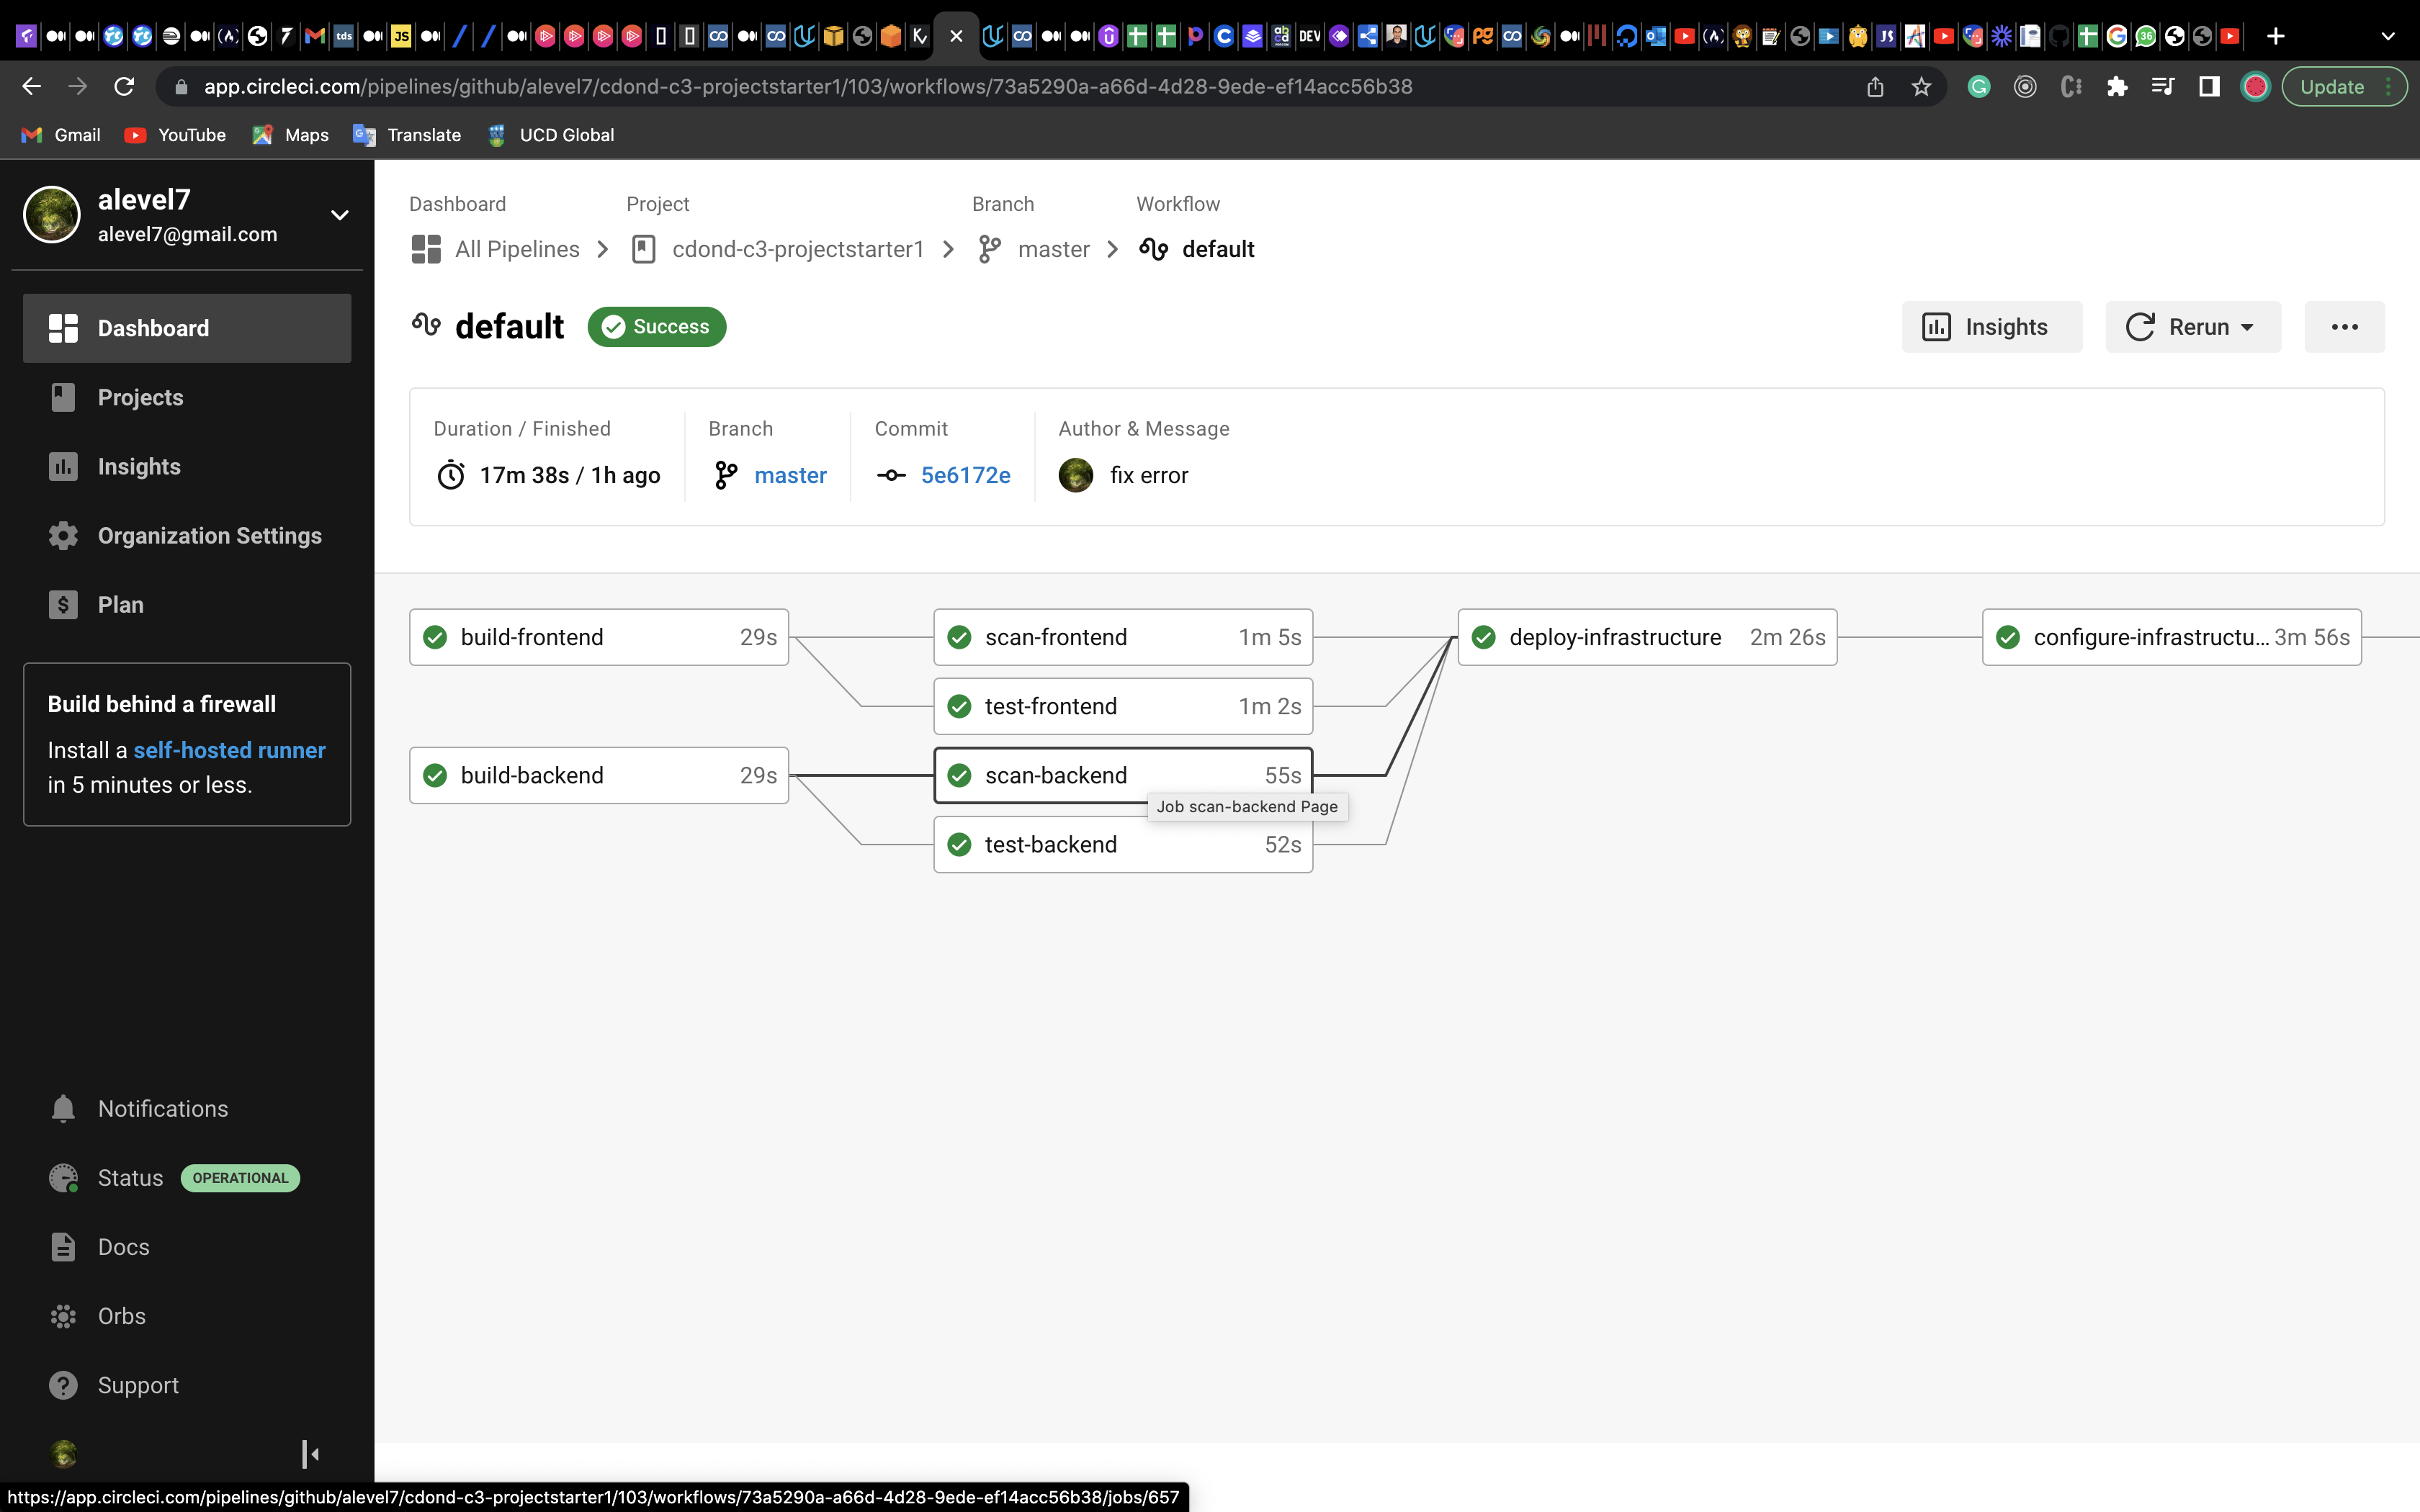 tds
JS
DEV
JS
36
app.circleci.com/pipelines/github/alevel7/cdond-c3-projectstarter1/103/workflows/73a5290a-a66d-4d28-9ede-ef14acc56b38
Update
Gmail
YouTube
Maps
Translate
UCD Global
alevel7
alevel7@gmail.com
Dashboard
Projects
Insights
Organization Settings
Plan
Build behind a firewall
Install a self-hosted runner
in 5 minutes or less.
Notifications
Status OPERATIONAL
Docs
Orbs
Support
Dashboard Project Branch Workflow
All Pipelines cdond-c3-projectstarter1 master default
default Success
Insights
Rerun
Duration / Finished Branch Commit Author & Message
17m 38s / 1h ago master 5e6172e fix error
build-frontend 29s
scan-frontend 1m 5s
deploy-infrastructure 2m 26s
configure-infrastructu... 3m 56s
test-frontend 1m 2s
build-backend 29s
scan-backend 55s
Job scan-backend Page
test-backend 52s
https://app.circleci.com/pipelines/github/alevel7/cdond-c3-projectstarter1/103/workflows/73a5290a-a66d-4d28-9ede-ef14acc56b38/jobs/657